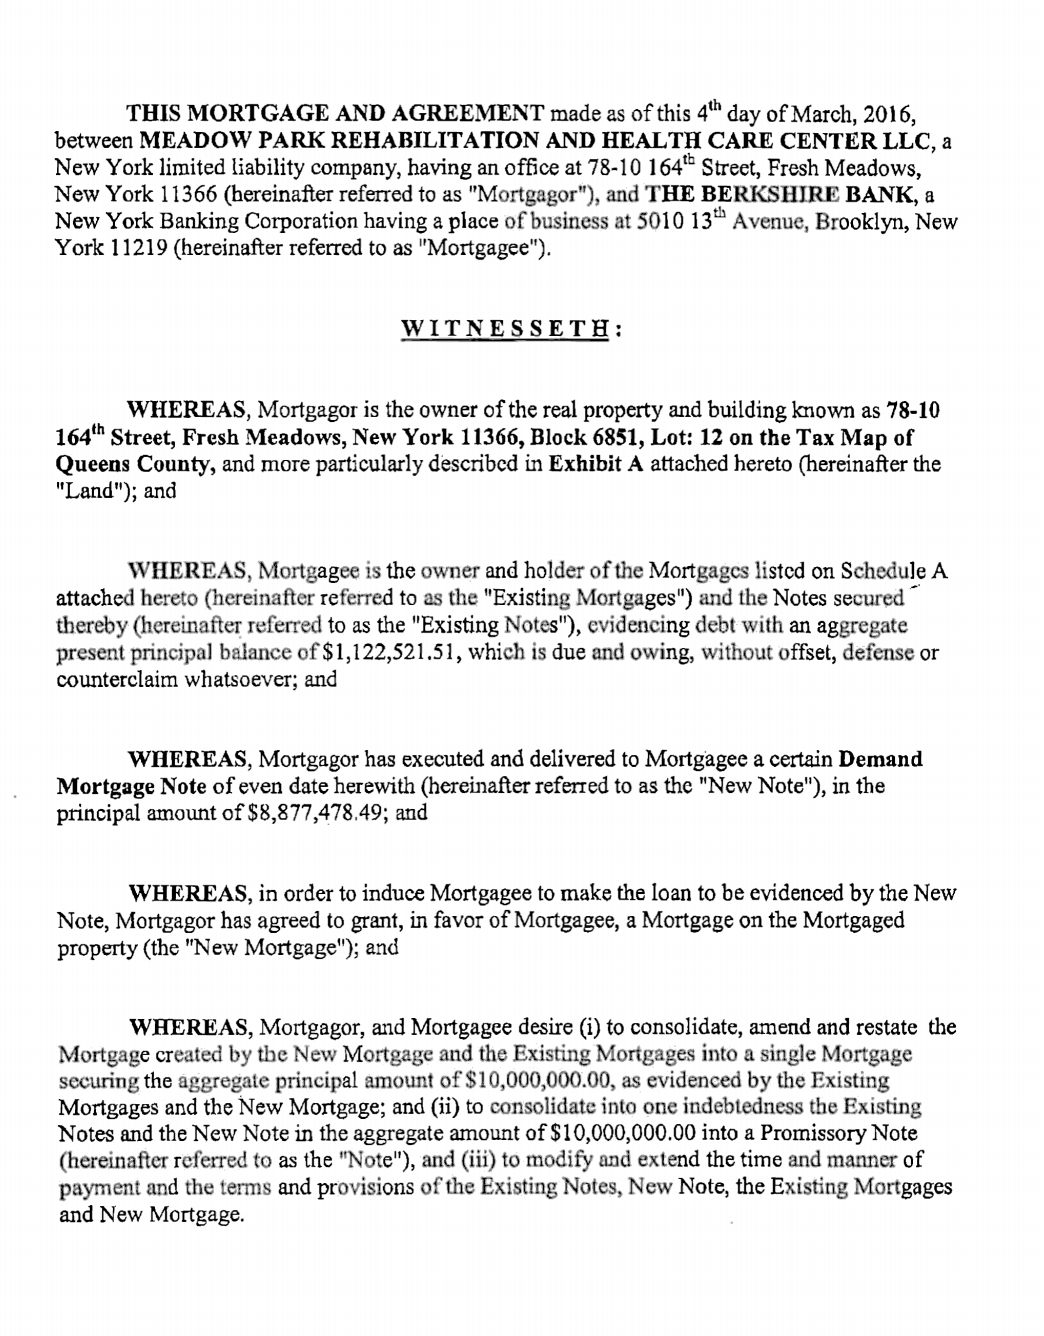 THIS MORTGAGE AND AGREEMENT made as of this 4th day of March, 2016,
between MEADOW PARK REHABILITATION AND HEALTH CARE CENTER LLC, a
New York limited liability company, having an office at 78-10 164th Street, Fresh Meadows,
New York 11366 (hereinafter referred to as "Mortgagor"), and THE BERKSHIRE BANK, a
New York Banking Corporation having a place of business at 5010 13th Avenue, Brooklyn, New
York 11219 (hereinafter referred to as "Mortgagee").
WITNESSETH:
WHEREAS, Mortgagor is the owner of the real property and building known as 78-10
164th Street, Fresh Meadows, New York 11366, Block 6851, Lot: 12 on the Tax Map of
Queens County, and more particularly described in Exhibit A attached hereto (hereinafter the
"Land"); and
WHEREAS, Mortgagee is the owner and holder of the Mortgages listed on Schedule A
attached hereto (hereinafter referred to as the "Existing Mortgages") and the Notes secured
thereby (hereinafter referred to as the "Existing Notes"), evidencing debt with an aggregate
present principal balance of $1,122,521.51, which is due and owing, without offset, defense or
counterclaim whatsoever; and
WHEREAS, Mortgagor has executed and delivered to Mortgagee a certain Demand
Mortgage Note of even date herewith (hereinafter referred to as the "New Note"), in the
principal amount of $8,877,478.49; and
WHEREAS, in order to induce Mortgagee to make the loan to be evidenced by the New
Note, Mortgagor has agreed to grant, in favor of Mortgagee, a Mortgage on the Mortgaged
property (the "New Mortgage"); and
WHEREAS, Mortgagor, and Mortgagee desire (i) to consolidate, amend and restate the
Mortgage created by the New Mortgage and the Existing Mortgages into a single Mortgage
securing the aggregate principal amount of $10,000,000.00, as evidenced by the Existing
Mortgages and the New Mortgage; and (ii) to consolidate into one indebtedness the Existing
Notes and the New Note in the aggregate amount of $10,000,000.00 into a Promissory Note
(hereinafter referred to as the "Note"), and (iii) to modify and extend the time and manner of
payment and the terms and provisions of the Existing Notes, New Note, the Existing Mortgages
and New Mortgage.